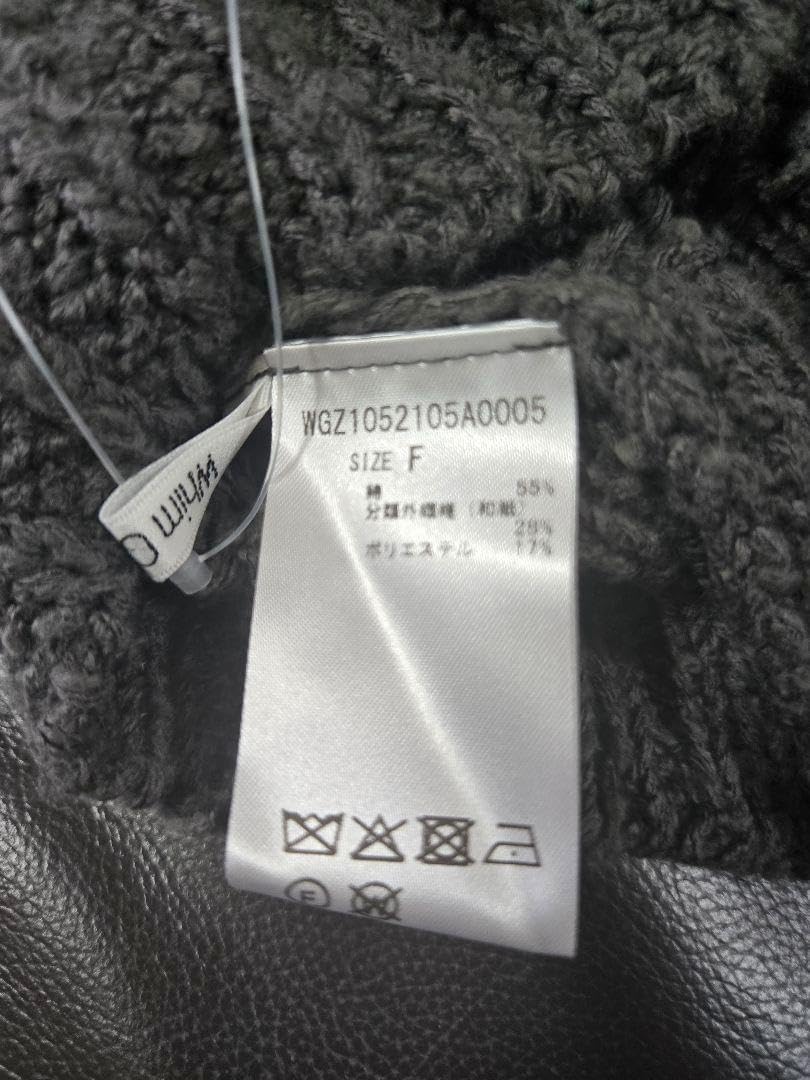 WGZ1052105A0005
SIZE F
綿 55%
分類外繊維（和紙）
28%
ポリエステル 17%
Whim